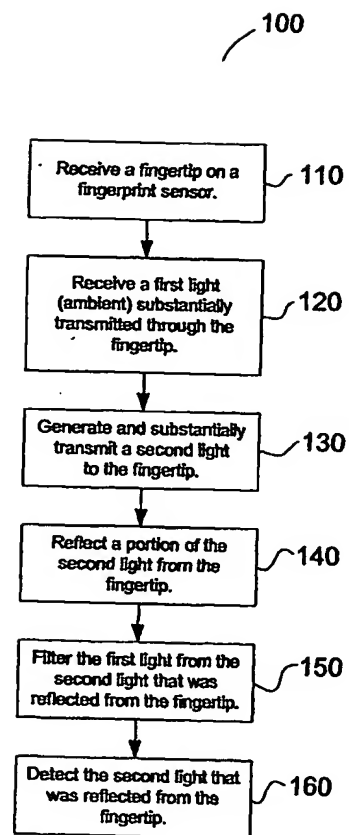 100
Receive a fingertip on a
fingerprint sensor.
110
Receive a first light
(ambient) substantially
transmitted through the
fingertip.
120
Generate and substantially
transmit a second light
to the fingertip.
130
Reflect a portion of the
second light from the
fingertip.
140
Filter the first light from the
second light that was
reflected from the fingertip.
150
Detect the second light that
was reflected from the
fingertip.
160